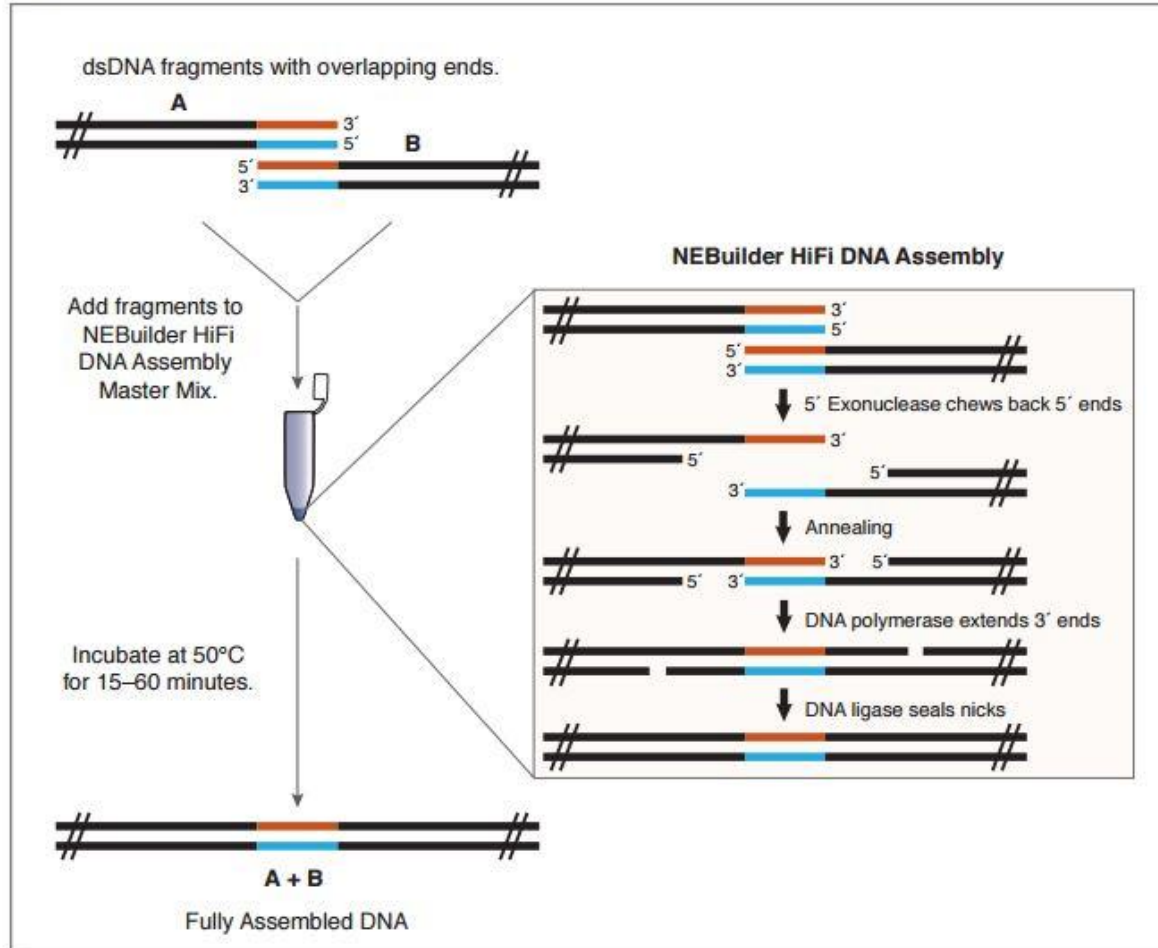 dsDNA fragments with overlapping ends.
A
3´
5´
B
5´
3´
Add fragments to
NEBuilder HiFi
DNA Assembly
Master Mix.
Incubate at 50°C
for 15–60 minutes.
A + B
Fully Assembled DNA
NEBuilder HiFi DNA Assembly
3´
5´
5´
3´
5´ Exonuclease chews back 5´ ends
3´
5´
5´
3´
Annealing
3´ 5´
5´ 3´
DNA polymerase extends 3´ ends
DNA ligase seals nicks